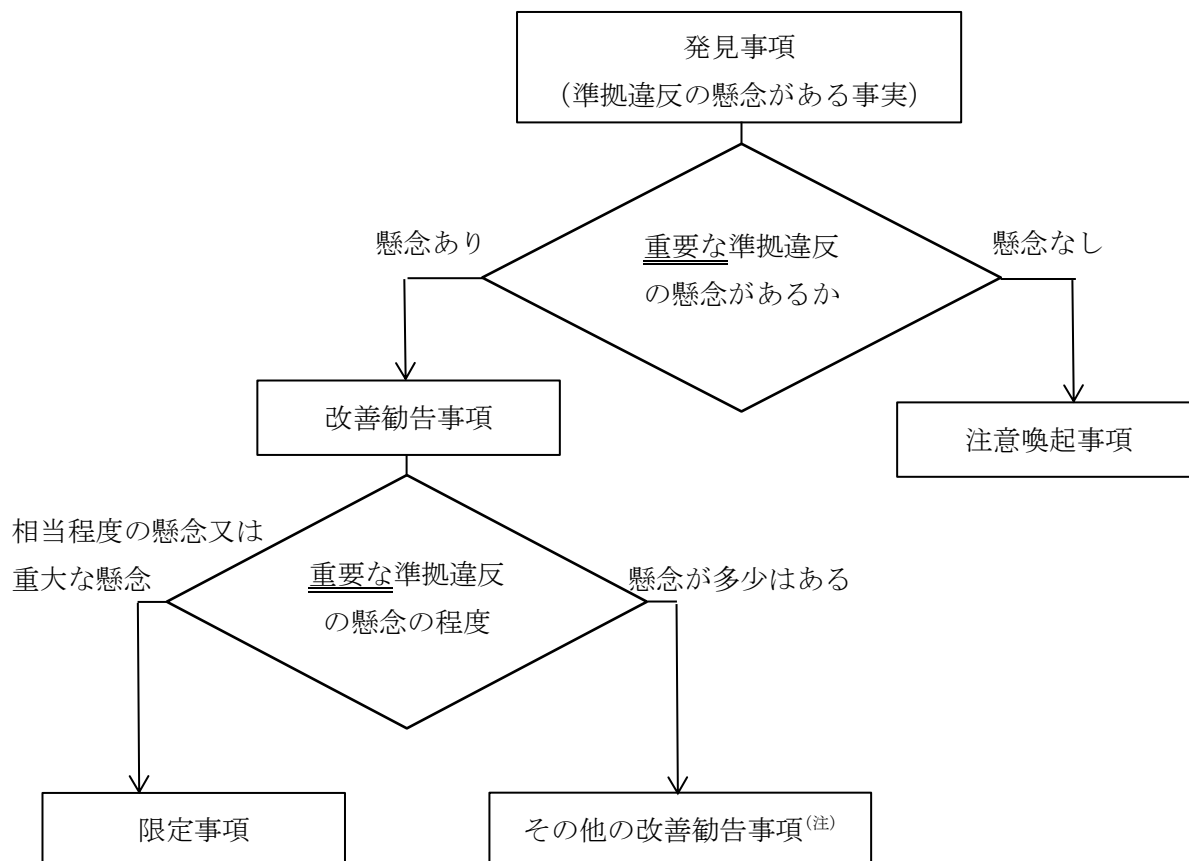 発見事項
（準拠違反の懸念がある事実）
懸念あり
重要な準拠違反
の懸念があるか
懸念なし
改善勧告事項
注意喚起事項
相当程度の懸念又は
重大な懸念
重要な準拠違反
の懸念の程度
懸念が多少はある
限定事項
その他の改善勧告事項(注)